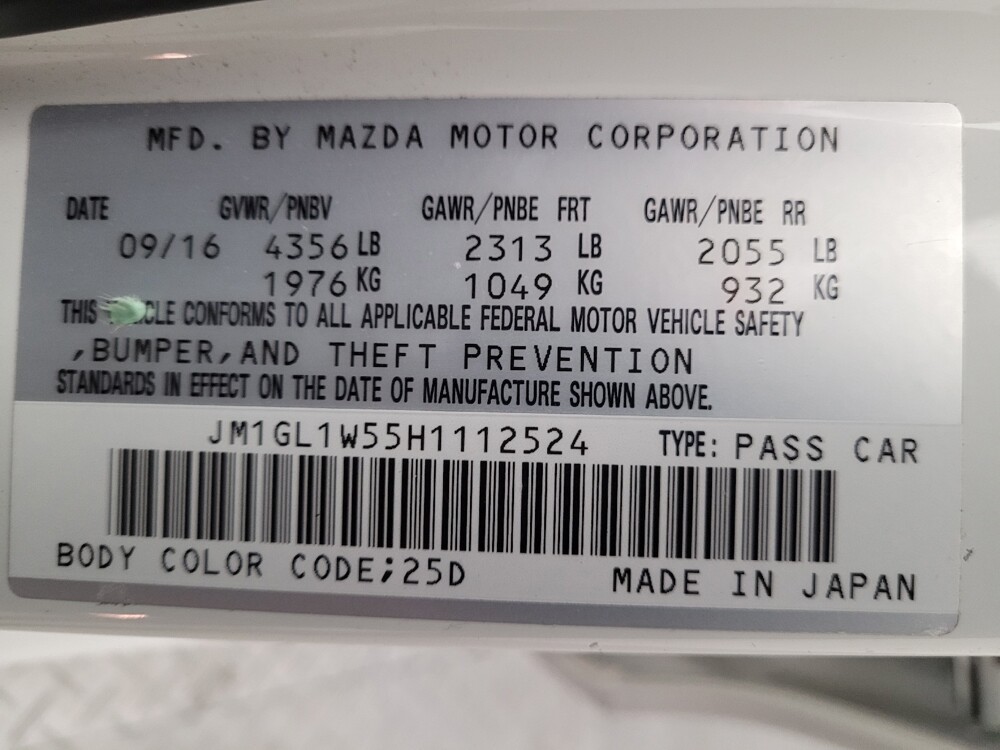 MFD. BY MAZDA MOTOR CORPORATION
DATE GVWR/PNBV GAWR/PNBE FRT GAWR/PNBE RR
09/16 4356 LB 2313 LB 2055 LB
1976 KG 1049 KG 932 KG
THIS CLE CONFORMS TO ALL APPLICABLE FEDERAL MOTOR VEHICLE SAFETY
,BUMPER,AND THEFT PREVENTION
STANDARDS IN EFFECT ON THE DATE OF MANUFACTURE SHOWN ABOVE.
JM1GL1W55H1112524 TYPE: PASS CAR
BODY COLOR CODE;25D MADE IN JAPAN